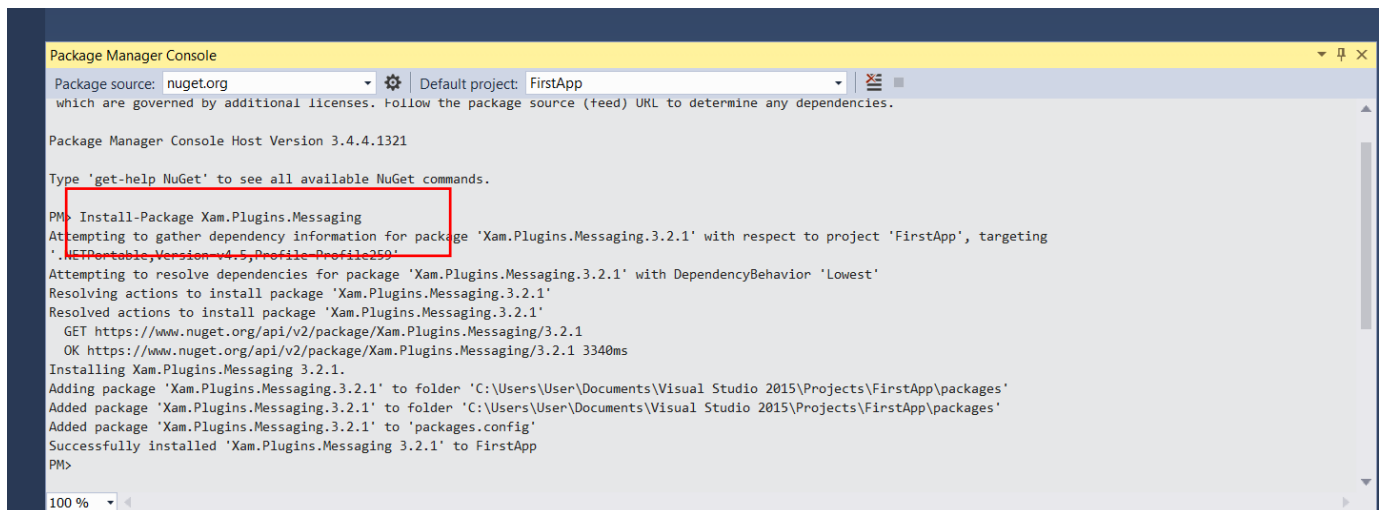 Package Manager Console
Package source: nuget.org Default project: FirstApp
which are governed by additional licenses. Follow the package source (feed) URL to determine any dependencies.
Package Manager Console Host Version 3.4.4.1321
Type 'get-help NuGet' to see all available NuGet commands.
PM> Install-Package Xam.Plugins.Messaging
Attempting to gather dependency information for package 'Xam.Plugins.Messaging.3.2.1' with respect to project 'FirstApp', targeting
'.NETPortable,Version=v4.5,Profile=Profile259'
Attempting to resolve dependencies for package 'Xam.Plugins.Messaging.3.2.1' with DependencyBehavior 'Lowest'
Resolving actions to install package 'Xam.Plugins.Messaging.3.2.1'
Resolved actions to install package 'Xam.Plugins.Messaging.3.2.1'
GET https://www.nuget.org/api/v2/package/Xam.Plugins.Messaging/3.2.1
OK https://www.nuget.org/api/v2/package/Xam.Plugins.Messaging/3.2.1 3340ms
Installing Xam.Plugins.Messaging 3.2.1.
Adding package 'Xam.Plugins.Messaging.3.2.1' to folder 'C:\Users\User\Documents\Visual Studio 2015\Projects\FirstApp\packages'
Added package 'Xam.Plugins.Messaging.3.2.1' to folder 'C:\Users\User\Documents\Visual Studio 2015\Projects\FirstApp\packages'
Added package 'Xam.Plugins.Messaging.3.2.1' to 'packages.config'
Successfully installed 'Xam.Plugins.Messaging 3.2.1' to FirstApp
PM>
100 %